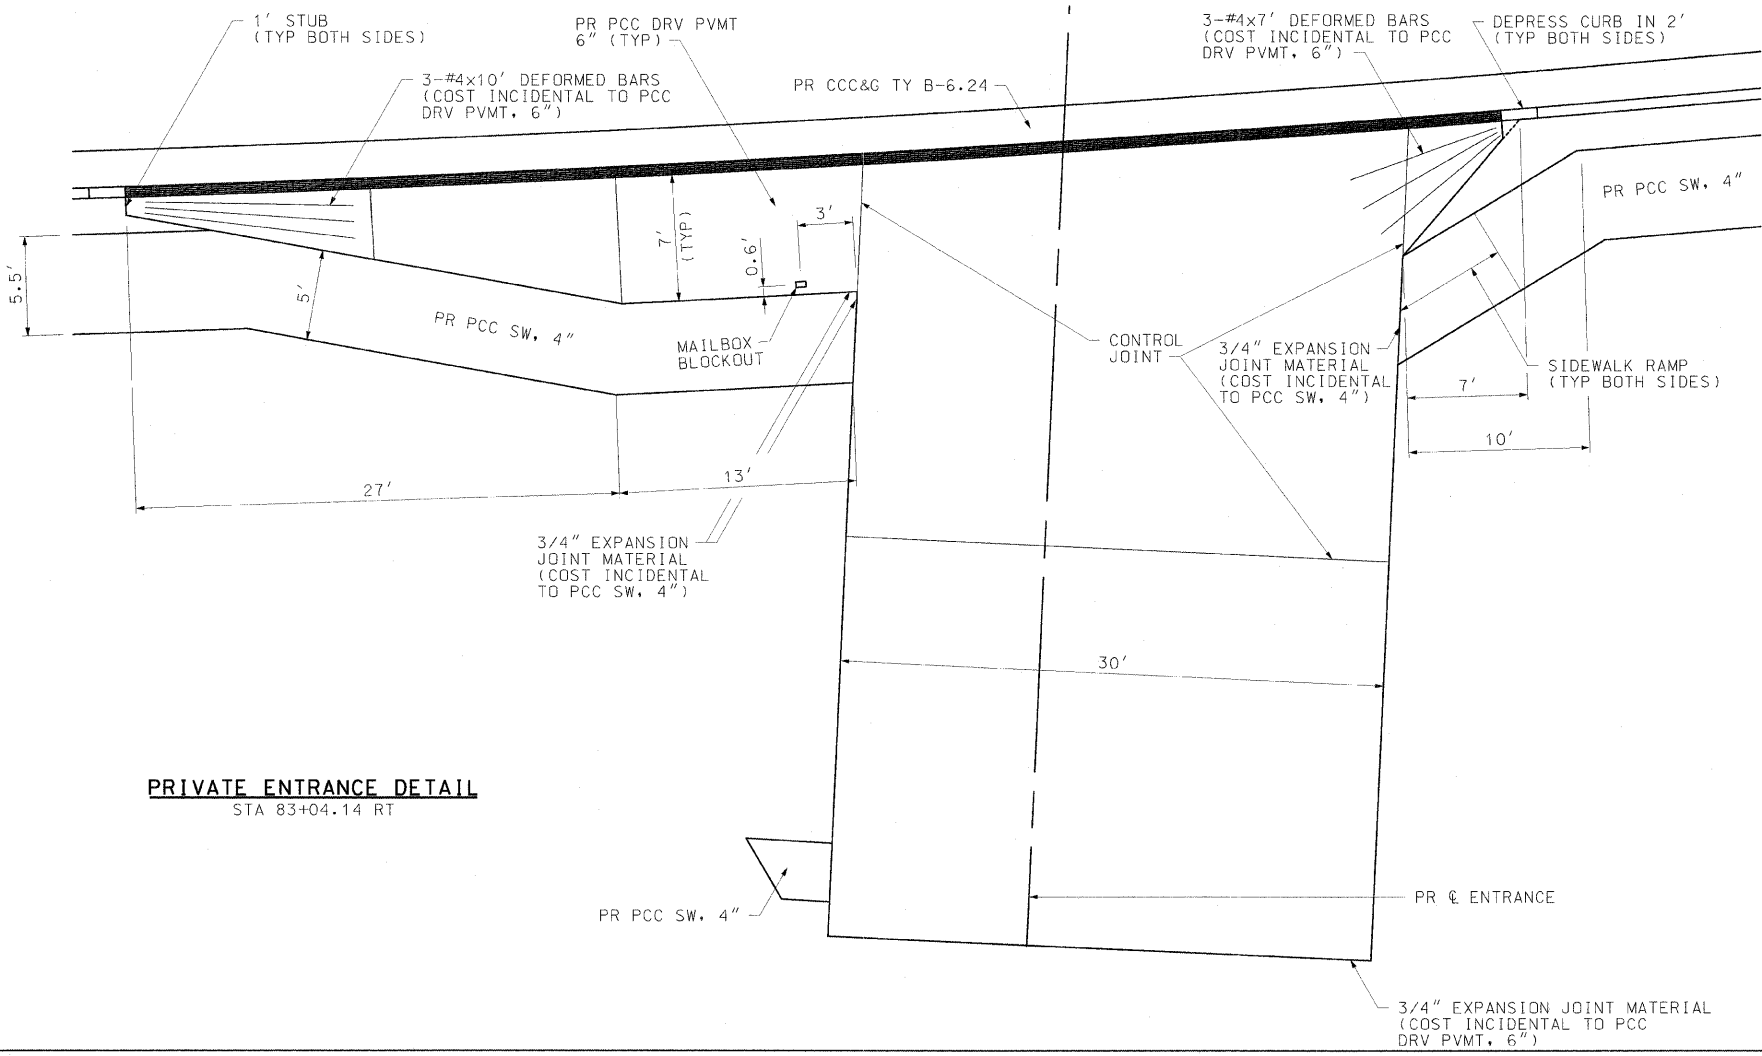 1' STUB
(TYP BOTH SIDES)
PR PCC DRV PVMT
6" (TYP)
3-#4x7' DEFORMED BARS
(COST INCIDENTAL TO PCC
DRV PVMT, 6")
DEPRESS CURB IN 2'
(TYP BOTH SIDES)
3-#4x10' DEFORMED BARS
(COST INCIDENTAL TO PCC
DRV PVMT, 6")
PR CCC&G TY B-6.24
PR PCC SW, 4"
5.5'
5'
7'
(TYP)
3'
0.6'
PR PCC SW, 4"
MAILBOX
BLOCKOUT
CONTROL
JOINT
3/4" EXPANSION
JOINT MATERIAL
(COST INCIDENTAL
TO PCC SW, 4")
SIDEWALK RAMP
(TYP BOTH SIDES)
7'
10'
27'
13'
3/4" EXPANSION
JOINT MATERIAL
(COST INCIDENTAL
TO PCC SW, 4")
30'
PRIVATE ENTRANCE DETAIL
STA 83+04.14 RT
PR PCC SW, 4"
PR ℄ ENTRANCE
3/4" EXPANSION JOINT MATERIAL
(COST INCIDENTAL TO PCC
DRV PVMT, 6")